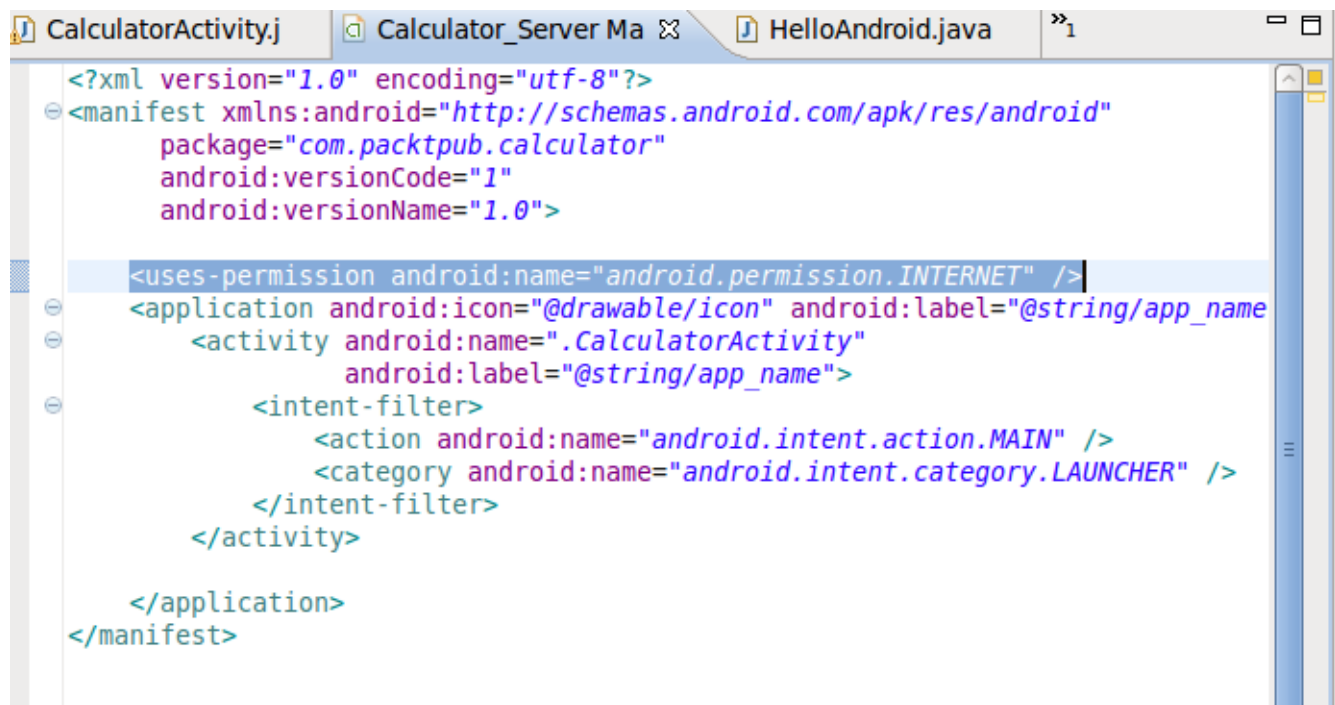 CalculatorActivity.j Calculator_Server Ma HelloAndroid.java »1
<?xml version="1.0" encoding="utf-8"?>
<manifest xmlns:android="http://schemas.android.com/apk/res/android"
package="com.packtpub.calculator"
android:versionCode="1"
android:versionName="1.0">
<uses-permission android:name="android.permission.INTERNET" />
<application android:icon="@drawable/icon" android:label="@string/app_name
<activity android:name=".CalculatorActivity"
android:label="@string/app_name">
<intent-filter>
<action android:name="android.intent.action.MAIN" />
<category android:name="android.intent.category.LAUNCHER" />
</intent-filter>
</activity>
</application>
</manifest>